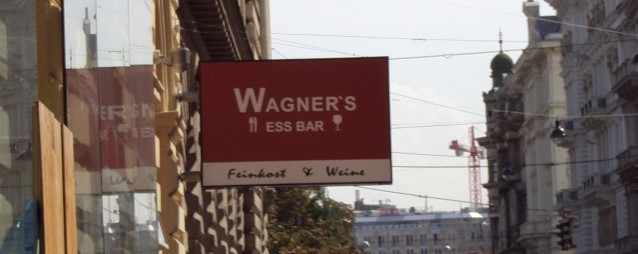 WAGNER`S
ESS BAR
Feinkost & Weine